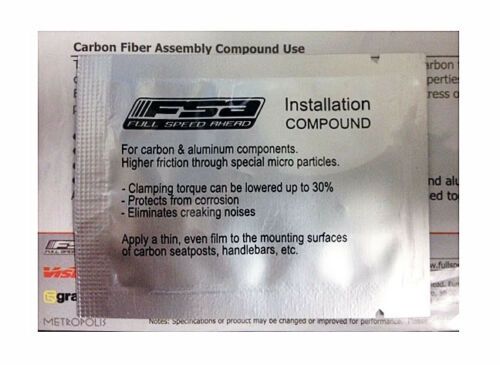 Carbon Fiber Assembly Compound Use
FSA
FULL SPEED AHEAD
Installation
COMPOUND
For carbon & aluminum components.
Higher friction through special micro particles.
- Clamping torque can be lowered up to 30%
- Protects from corrosion
- Eliminates creaking noises
Apply a thin, even film to the mounting surfaces
of carbon seatposts, handlebars, etc.
METROPOLIS
Notes: Specifications or product may be changed or improved for performance.